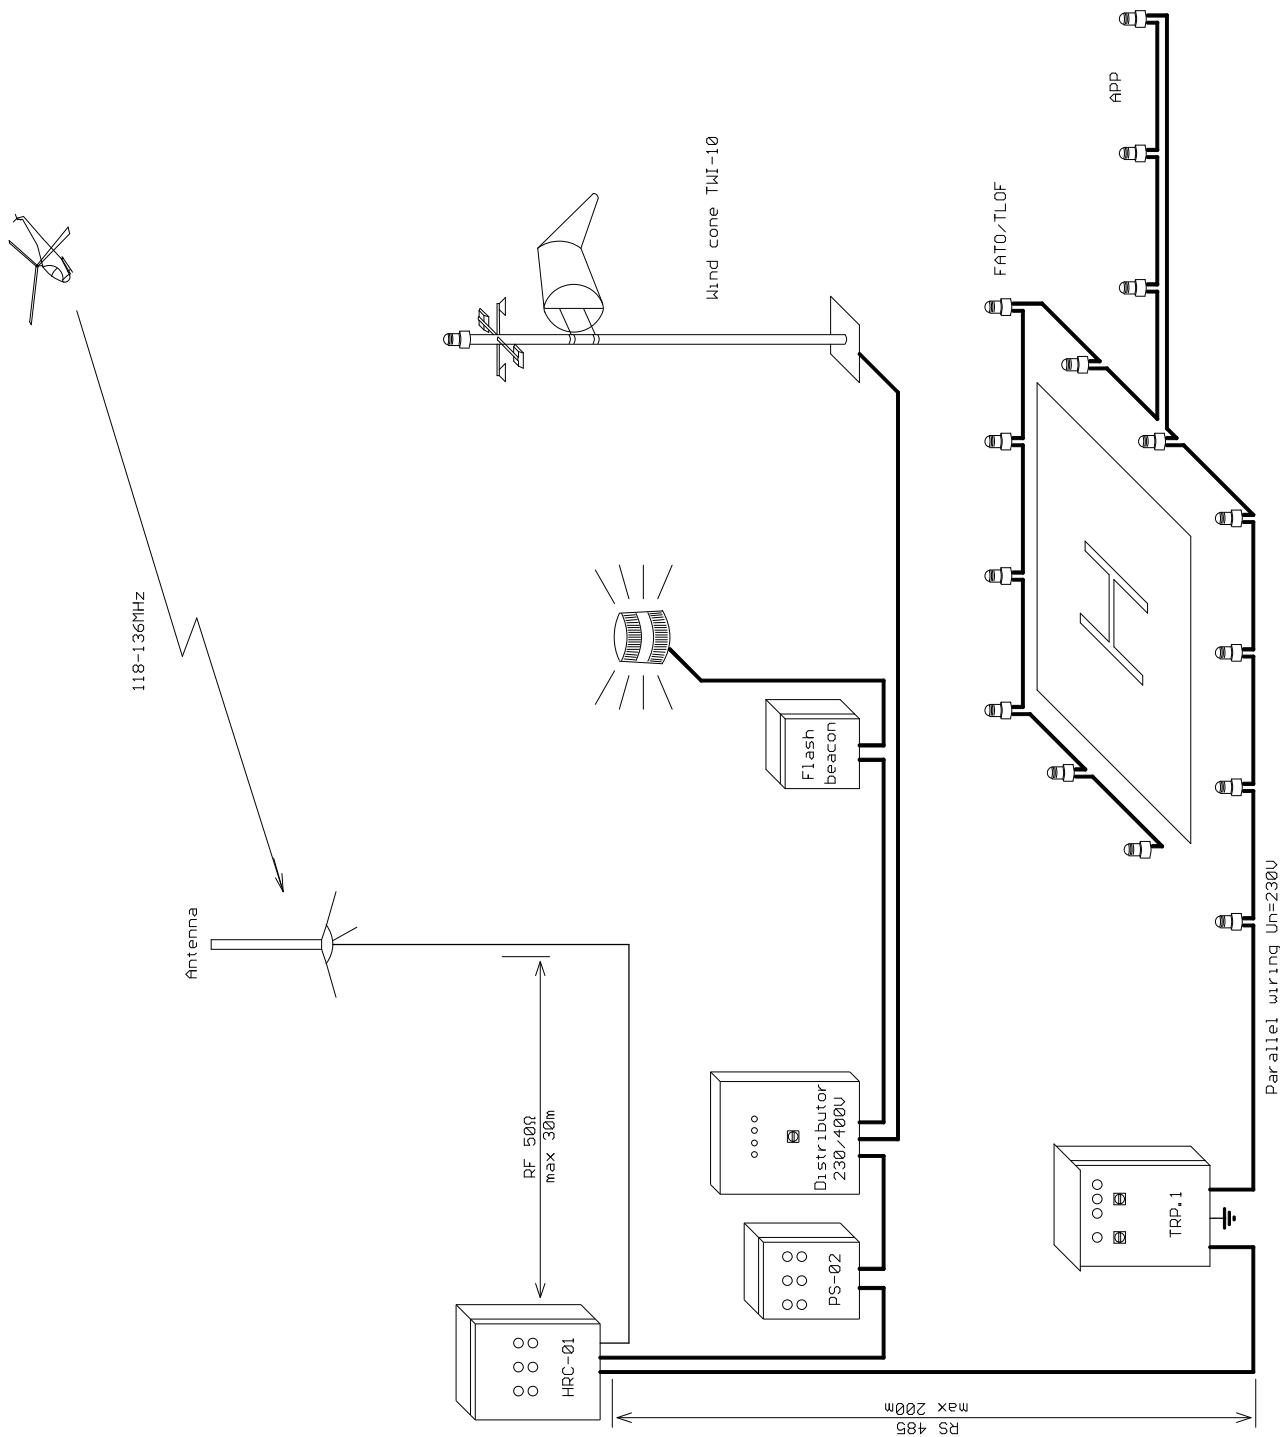 118-136MHz
Antenna
RF 50Ω
max 30m
HRC-01
Wind cone TWI-10
Flash
beacon
Distributor
230/400V
PS-02
APP
FATO/TLOF
H
TRP.1
Parallel wiring Un=230V
RS 485
max 200m